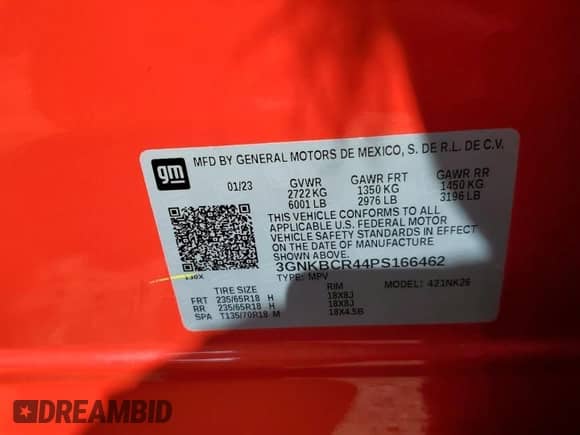 gm
MFD BY GENERAL MOTORS DE MEXICO, S. DE R.L. DE C.V.
01/23 GVWR GAWR FRT GAWR RR
2722 KG 1350 KG 1450 KG
6001 LB 2976 LB 3196 LB
THIS VEHICLE CONFORMS TO ALL
APPLICABLE U.S. FEDERAL MOTOR
VEHICLE SAFETY STANDARDS IN EFFECT
ON THE DATE OF MANUFACTURE
SHOWN ABOVE.
3GNKBCR44PS166462
TYPE: MPV MODEL: 421NK26
TIRE SIZE RIM
FRT 235/65R18 H 18X8J
RR 235/65R18 H 18X8J
SPA T135/70R18 M 18X4.5B
DREAMBID